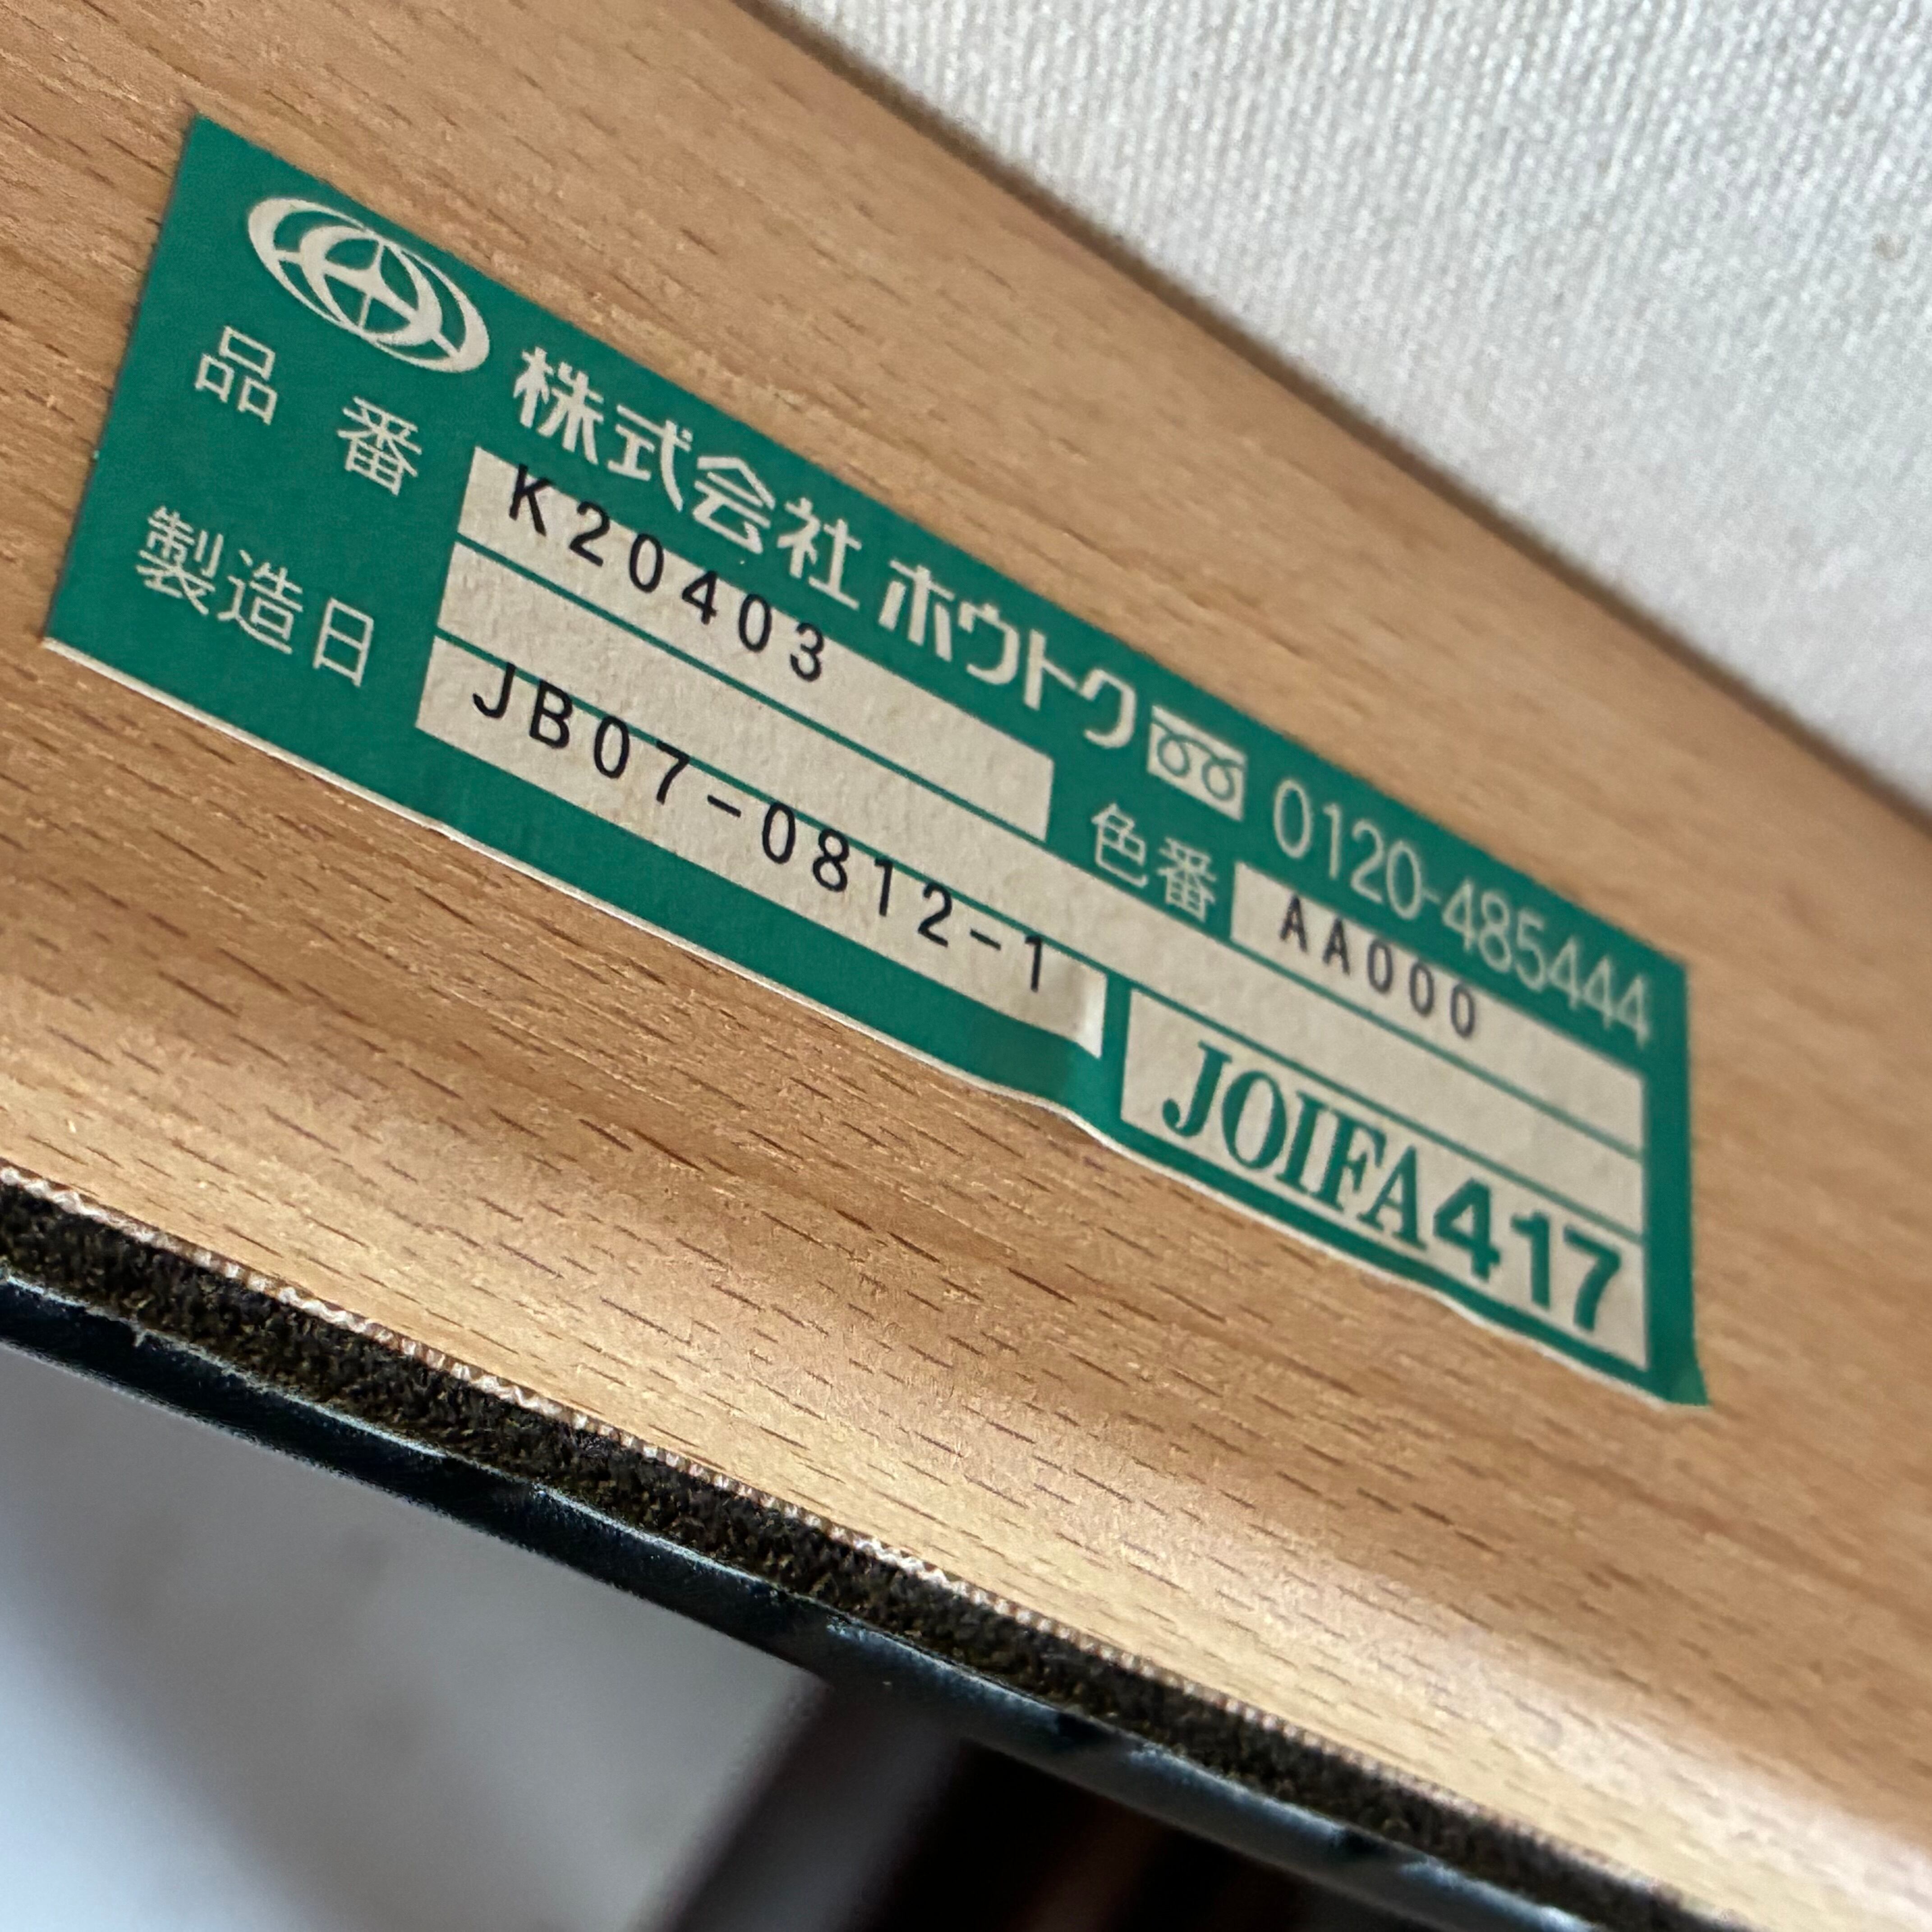 株式会社 ホウトク 0120-485444
品番 K20403 色番 AA000
製造日 JB07-0812-1
JOIFA417